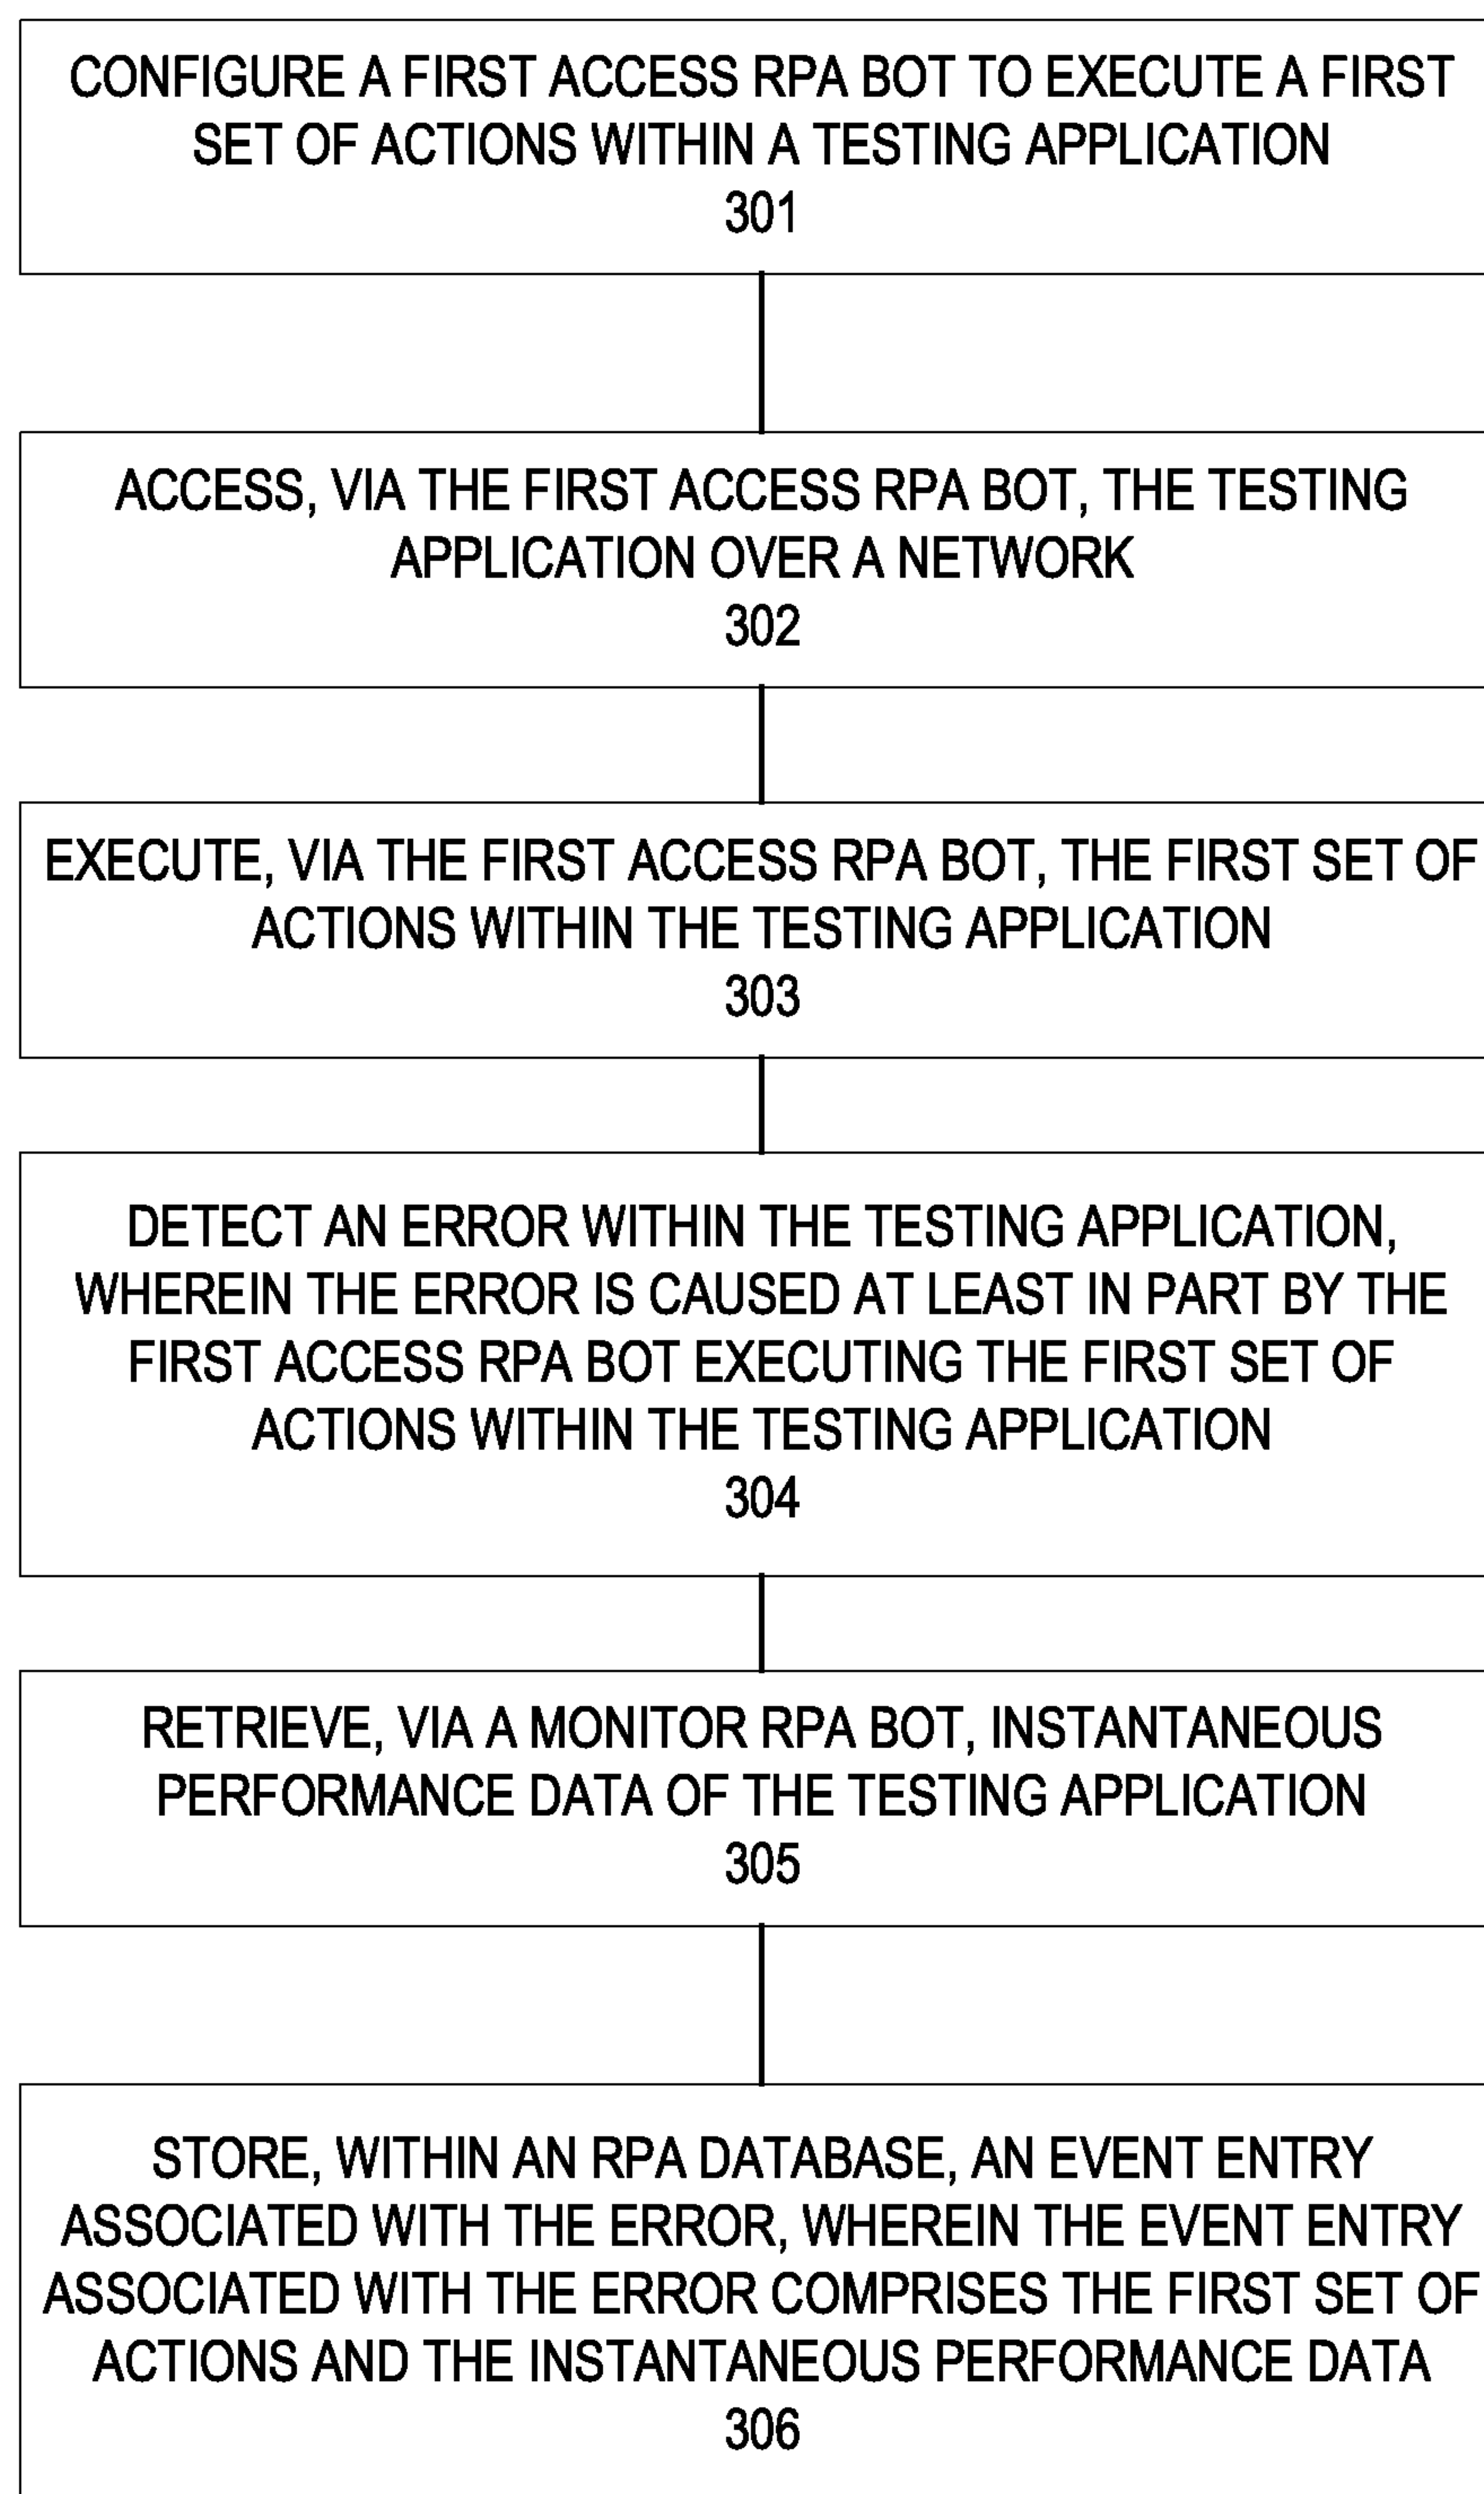 CONFIGURE A FIRST ACCESS RPA BOT TO EXECUTE A FIRST
SET OF ACTIONS WITHIN A TESTING APPLICATION
301
ACCESS, VIA THE FIRST ACCESS RPA BOT, THE TESTING
APPLICATION OVER A NETWORK
302
EXECUTE, VIA THE FIRST ACCESS RPA BOT, THE FIRST SET OF
ACTIONS WITHIN THE TESTING APPLICATION
303
DETECT AN ERROR WITHIN THE TESTING APPLICATION,
WHEREIN THE ERROR IS CAUSED AT LEAST IN PART BY THE
FIRST ACCESS RPA BOT EXECUTING THE FIRST SET OF
ACTIONS WITHIN THE TESTING APPLICATION
304
RETRIEVE, VIA A MONITOR RPA BOT, INSTANTANEOUS
PERFORMANCE DATA OF THE TESTING APPLICATION
305
STORE, WITHIN AN RPA DATABASE, AN EVENT ENTRY
ASSOCIATED WITH THE ERROR, WHEREIN THE EVENT ENTRY
ASSOCIATED WITH THE ERROR COMPRISES THE FIRST SET OF
ACTIONS AND THE INSTANTANEOUS PERFORMANCE DATA
306